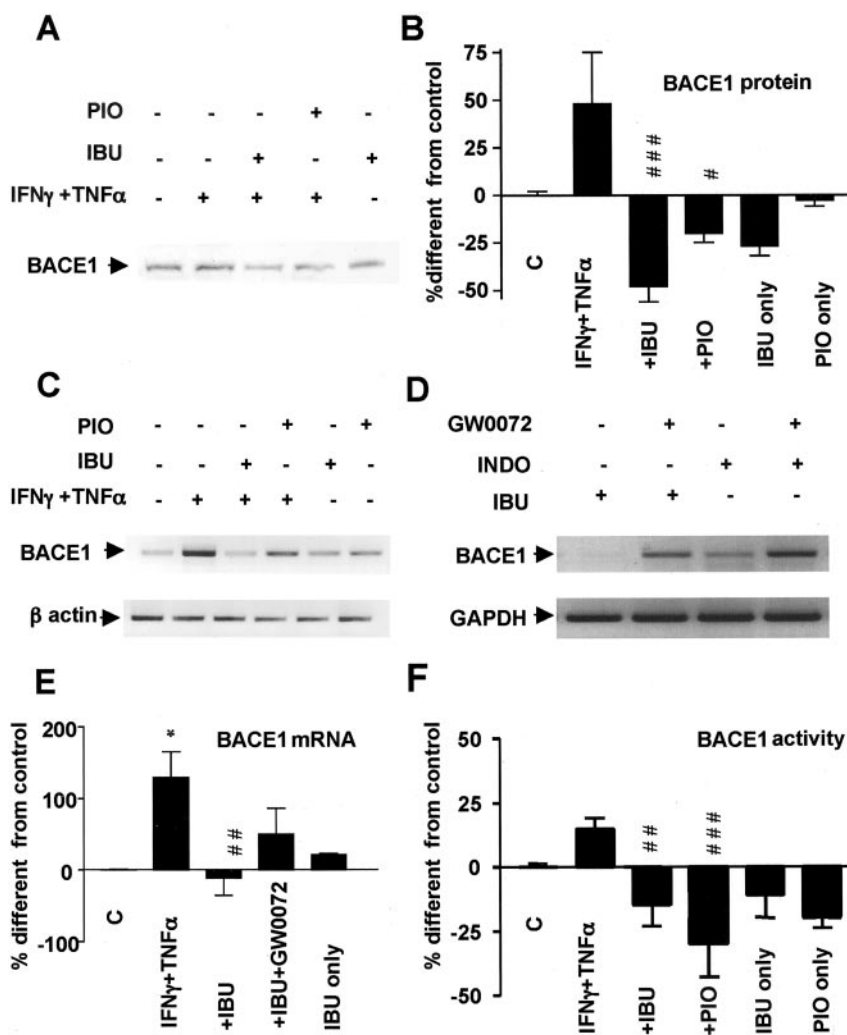 A
PIO - - - + -
IBU - - + - +
IFNγ +TNFα - + + + -
BACE1
B
BACE1 protein
%different from control
75
50
25
0
-25
-50
###
#
C
IFNγ+TNFα
+IBU
+PIO
IBU only
PIO only
C
PIO - - - + - +
IBU - - + - + -
IFNγ +TNFα - + + + - -
BACE1
β actin
D
GW0072 - + - +
INDO - - + +
IBU + + - -
BACE1
GAPDH
E
BACE1 mRNA
% different from control
200
100
0
-100
*
##
C
IFNγ+TNFα
+IBU
+IBU+GW0072
IBU only
F
BACE1 activity
% different from control
50
25
0
-25
-50
##
###
C
IFNγ+TNFα
+IBU
+PIO
IBU only
PIO only